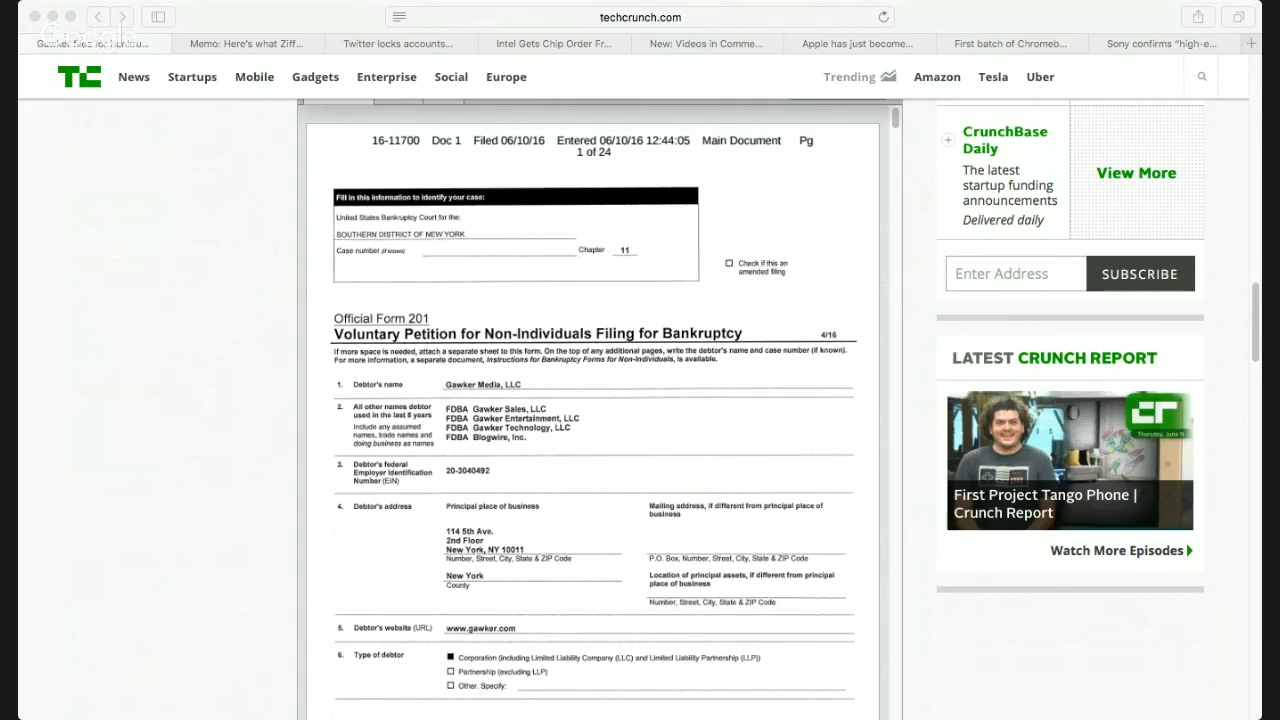 techcrunch.com
Google
Memo: Here's what Ziff...
Twitter locks accounts...
Intel Gets Chip Order Fr...
New: Videos in Comme...
Apple has just become...
First batch of Chromeb...
Sony confirms "high-e...
TC
News Startups Mobile Gadgets Enterprise Social Europe
Trending Amazon Tesla Uber
16-11700 Doc 1 Filed 06/10/16 Entered 06/10/16 12:44:05 Main Document Pg
1 of 24
Fill in this information to identify your case:
United States Bankruptcy Court for the:
SOUTHERN DISTRICT OF NEW YORK
Case number (if known) Chapter 11
Check if this an
amended filing
Official Form 201
Voluntary Petition for Non-Individuals Filing for Bankruptcy 4/16
If more space is needed, attach a separate sheet to this form. On the top of any additional pages, write the debtor's name and case number (if known).
For more information, a separate document, Instructions for Bankruptcy Forms for Non-Individuals, is available.
1. Debtor's name Gawker Media, LLC
2. All other names debtor
used in the last 8 years
Include any assumed
names, trade names and
doing business as names
FDBA Gawker Sales, LLC
FDBA Gawker Entertainment, LLC
FDBA Gawker Technology, LLC
FDBA Blogwire, Inc.
3. Debtor's federal
Employer Identification
Number (EIN)
20-3040492
4. Debtor's address
Principal place of business
114 5th Ave.
2nd Floor
New York, NY 10011
Number, Street, City, State & ZIP Code
New York
County
Mailing address, if different from principal place of
business
P.O. Box, Number, Street, City, State & ZIP Code
Location of principal assets, if different from principal
place of business
Number, Street, City, State & ZIP Code
5. Debtor's website (URL) www.gawker.com
6. Type of debtor
Corporation (including Limited Liability Company (LLC) and Limited Liability Partnership (LLP))
Partnership (excluding LLP)
Other. Specify:
CrunchBase
Daily
The latest
startup funding
announcements
Delivered daily
View More
Enter Address SUBSCRIBE
LATEST CRUNCH REPORT
cr
First Project Tango Phone |
Crunch Report
Watch More Episodes